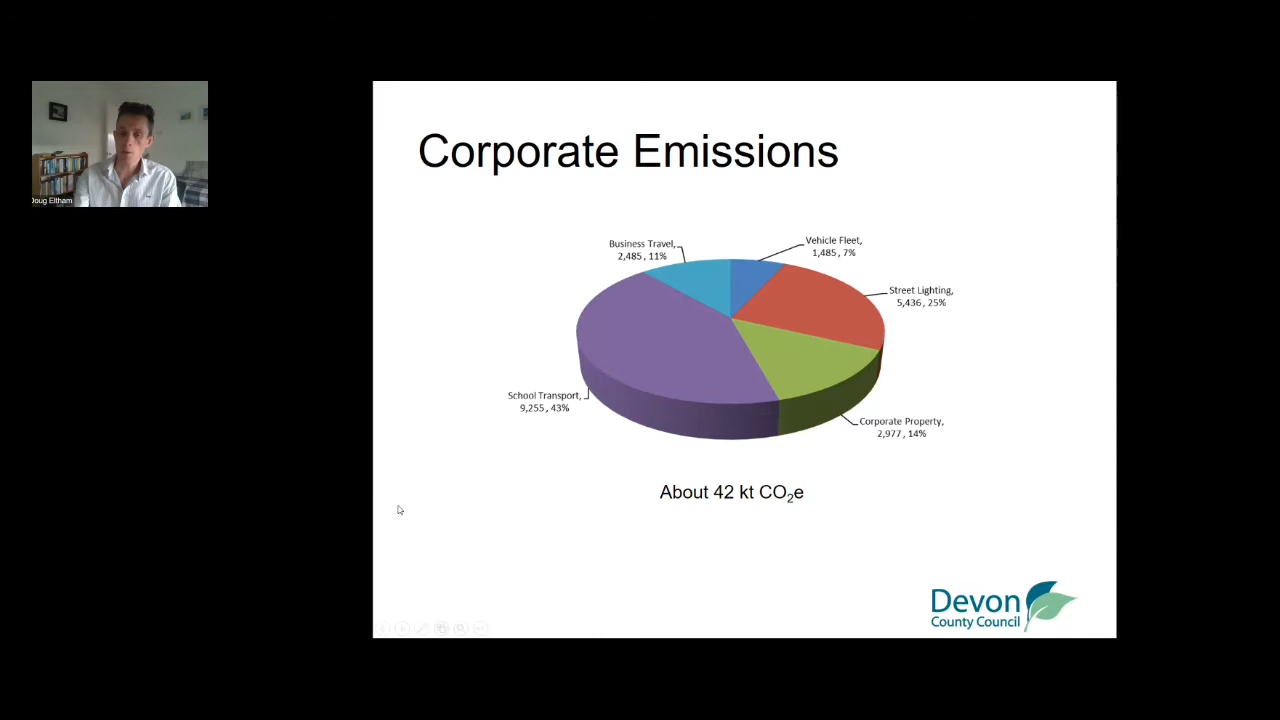 Doug Eltham
Corporate Emissions
Business Travel,
2,485 , 11%
Vehicle Fleet,
1,485 , 7%
Street Lighting,
5,436 , 25%
School Transport,
9,255 , 43%
Corporate Property,
2,977 , 14%
About 42 kt CO₂e
Devon
County Council